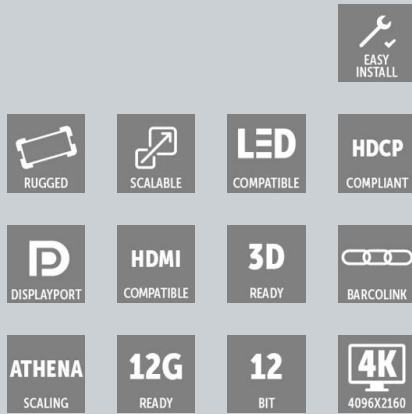 EASY
INSTALL
RUGGED
SCALABLE
LED
COMPATIBLE
HDCP
COMPLIANT
D
DISPLAYPORT
HDMI
COMPATIBLE
3D
READY
BARCOLINK
ATHENA
SCALING
12G
READY
12
BIT
4K
4096X2160